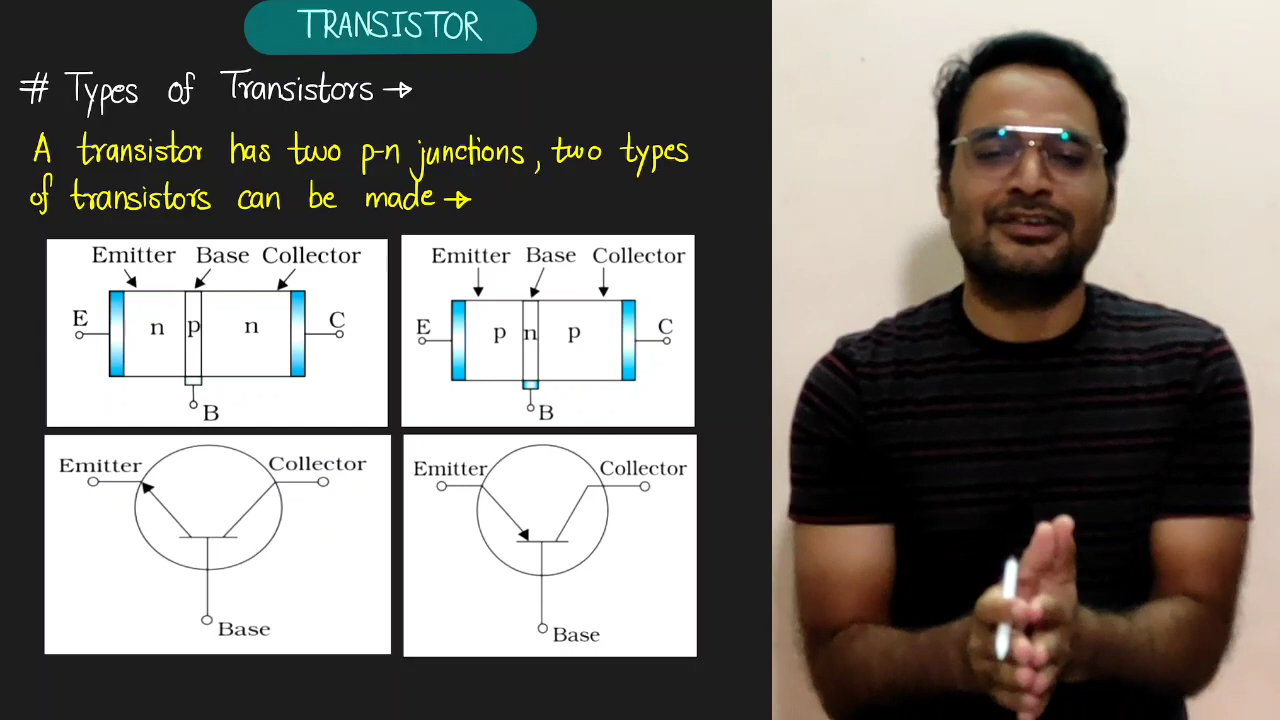 TRANSISTOR
# Types of Transistors →
A transistor has two p-n junctions, two types
of transistors can be made →
Emitter Base Collector
E n p n C
B
Emitter Base Collector
E p n p C
B
Emitter Collector
Base
Emitter Collector
Base